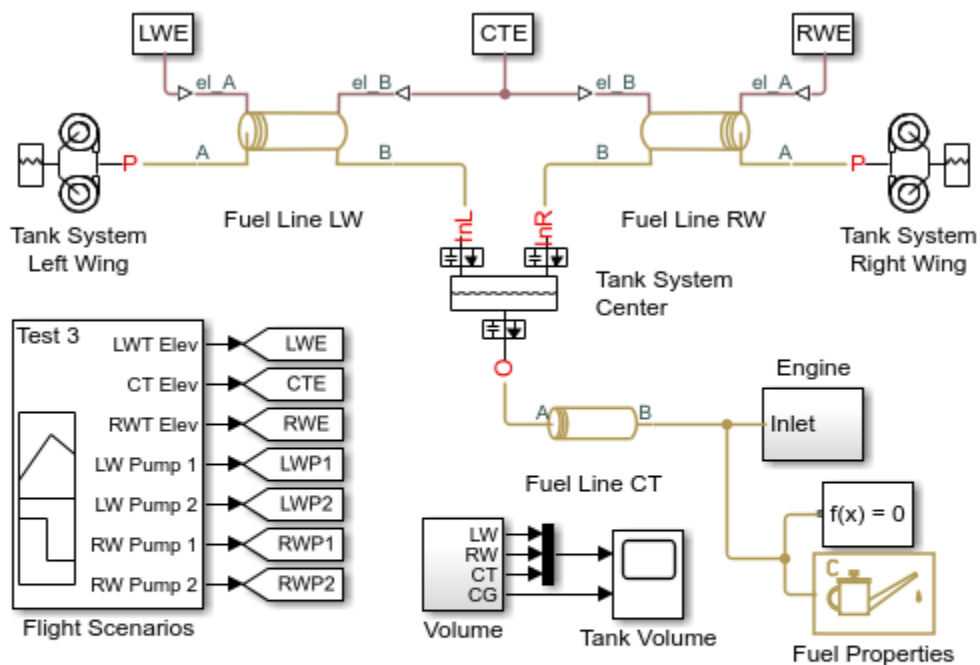 LWE
CTE
RWE
el_A
el_B
el_B
el_A
P
A
B
B
A
P
Tank System
Left Wing
Fuel Line LW
InL
InR
Fuel Line RW
Tank System
Right Wing
Tank System
Center
Test 3
LWT Elev
LWE
CT Elev
CTE
RWT Elev
RWE
LW Pump 1
LWP1
LW Pump 2
LWP2
RW Pump 1
RWP1
RW Pump 2
RWP2
Flight Scenarios
O
A
B
Fuel Line CT
Engine
Inlet
LW
RW
CT
CG
Volume
Tank Volume
f(x) = 0
C
Fuel Properties